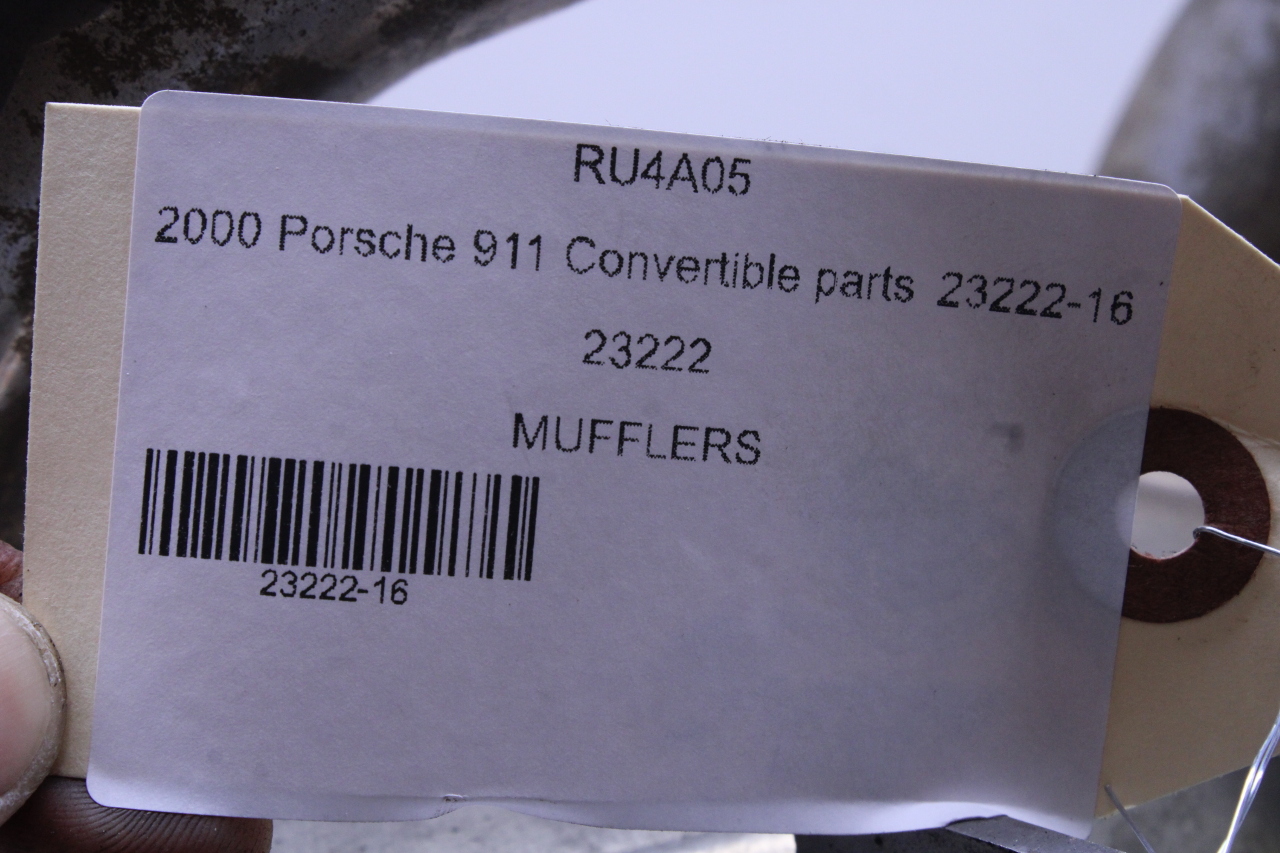 RU4A05
2000 Porsche 911 Convertible parts 23222-16
23222
MUFFLERS
23222-16